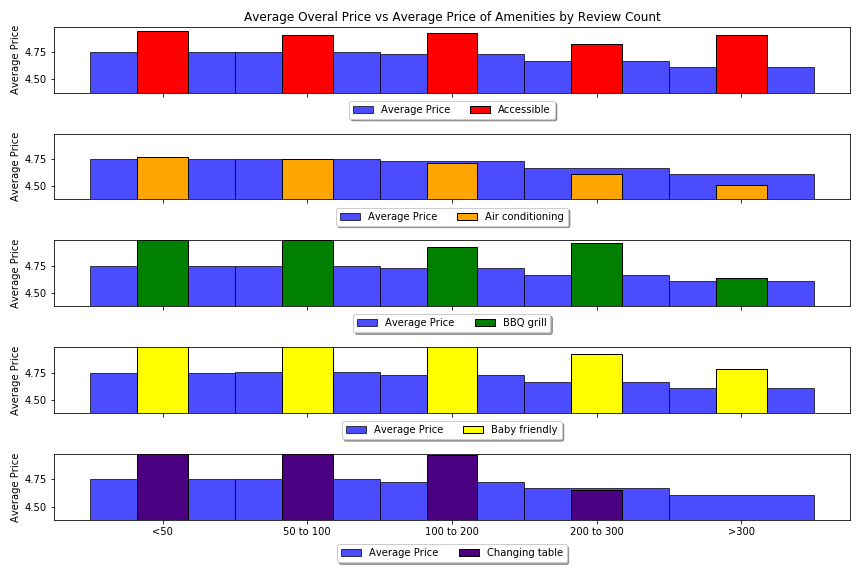 Average Overal Price vs Average Price of Amenities by Review Count
Average Price
4.75
4.50
Average Price Accessible
Average Price
4.75
4.50
Average Price Air conditioning
Average Price
4.75
4.50
Average Price BBQ grill
Average Price
4.75
4.50
Average Price Baby friendly
Average Price
4.75
4.50
<50 50 to 100 100 to 200 200 to 300 >300
Average Price Changing table